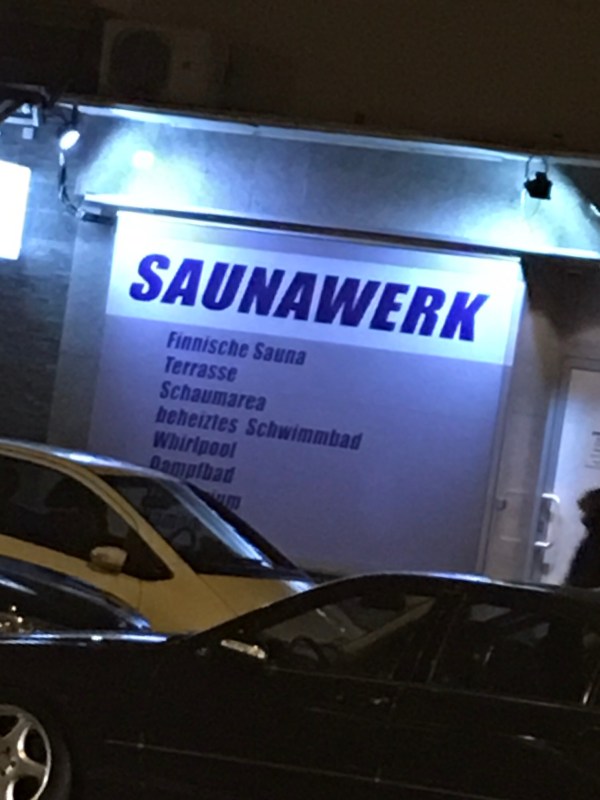 SAUNAWERK
Finnische Sauna
Terrasse
Schaumarea
beheiztes Schwimmbad
Whirlpool
Dampfbad